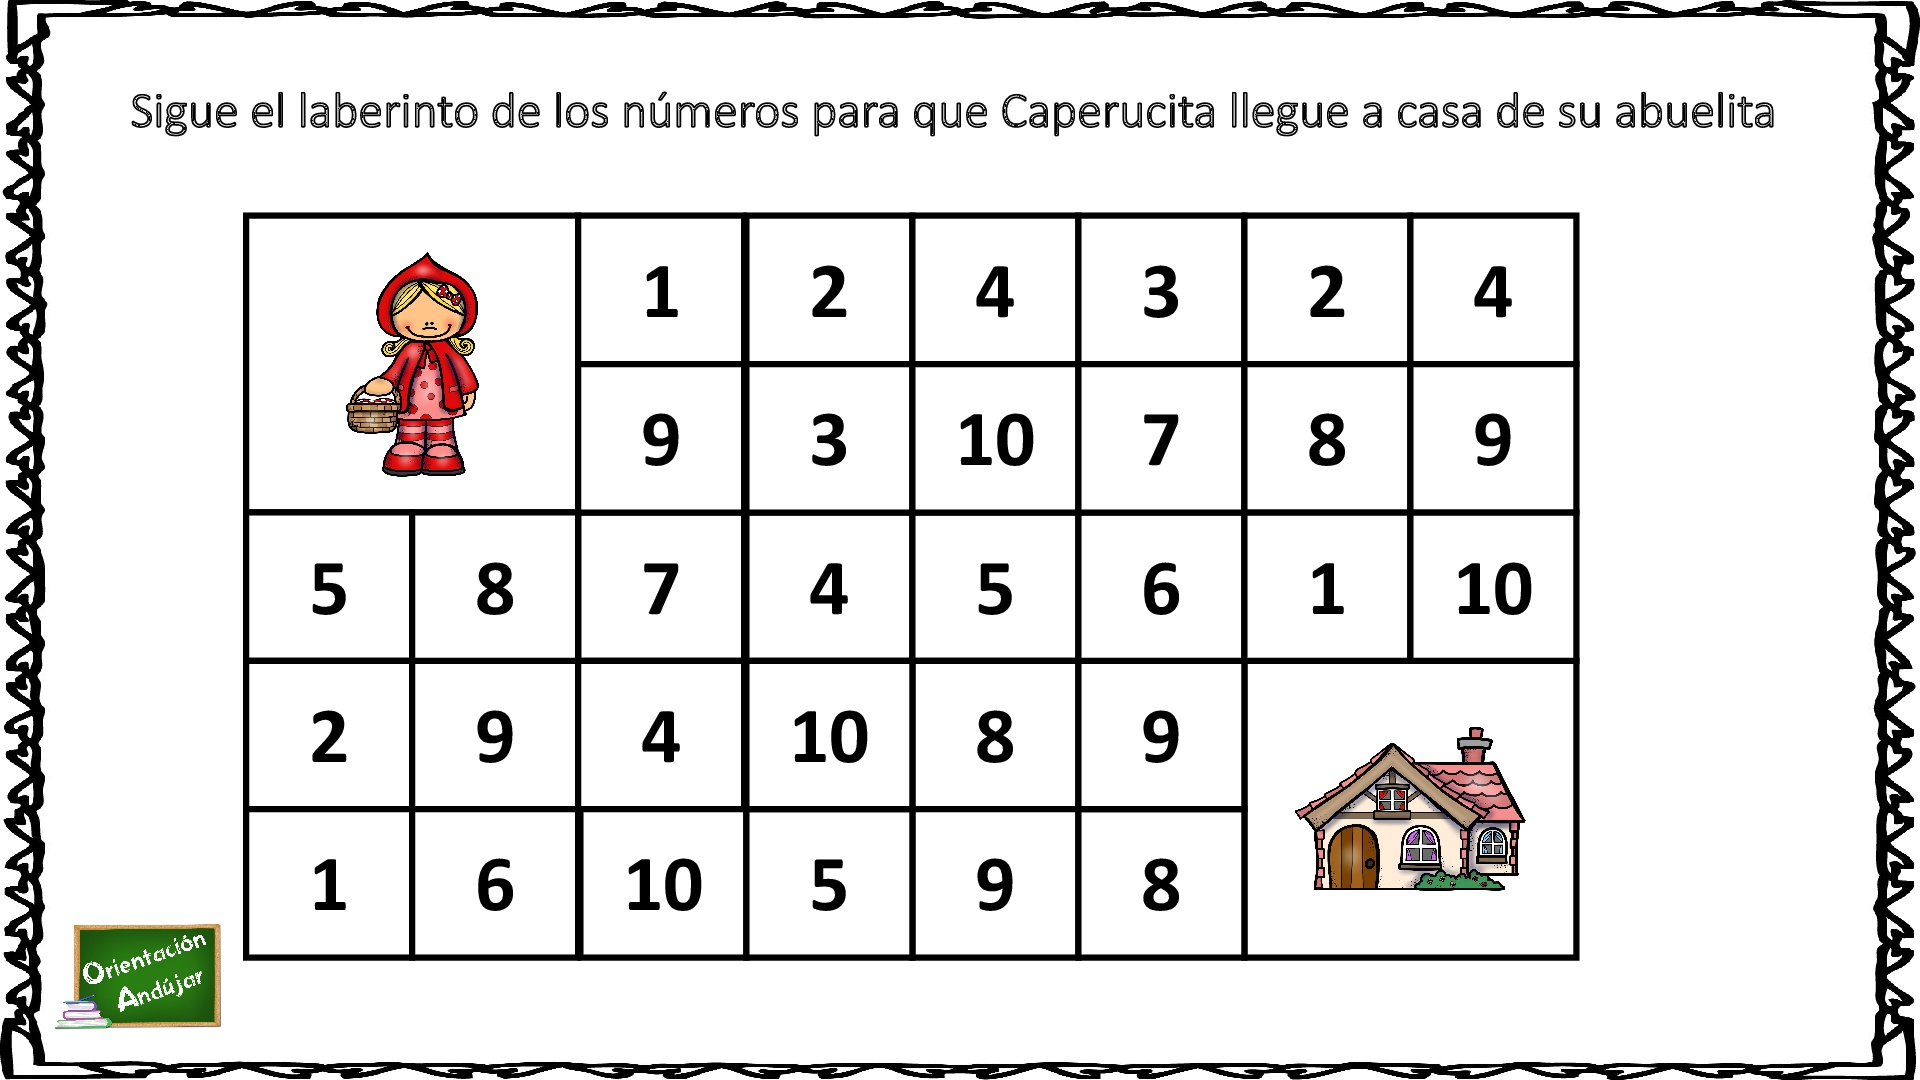 Sigue el laberinto de los números para que Caperucita llegue a casa de su abuelita
1 2 4 3 2 4
9 3 10 7 8 9
5 8 7 4 5 6 1 10
2 9 4 10 8 9
1 6 10 5 9 8
Orientación
Andújar